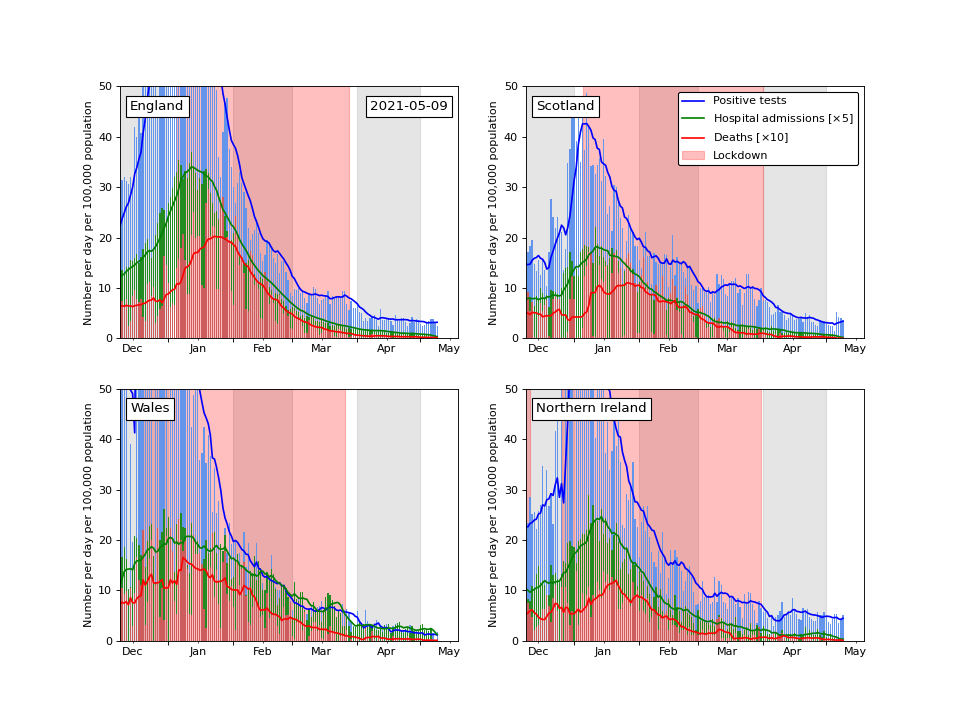 England
2021-05-09
Number per day per 100,000 population
50
40
30
20
10
0
Dec Jan Feb Mar Apr May
Scotland
Positive tests
Hospital admissions [×5]
Deaths [×10]
Lockdown
Number per day per 100,000 population
50
40
30
20
10
0
Dec Jan Feb Mar Apr May
Wales
Number per day per 100,000 population
50
40
30
20
10
0
Dec Jan Feb Mar Apr May
Northern Ireland
Number per day per 100,000 population
50
40
30
20
10
0
Dec Jan Feb Mar Apr May